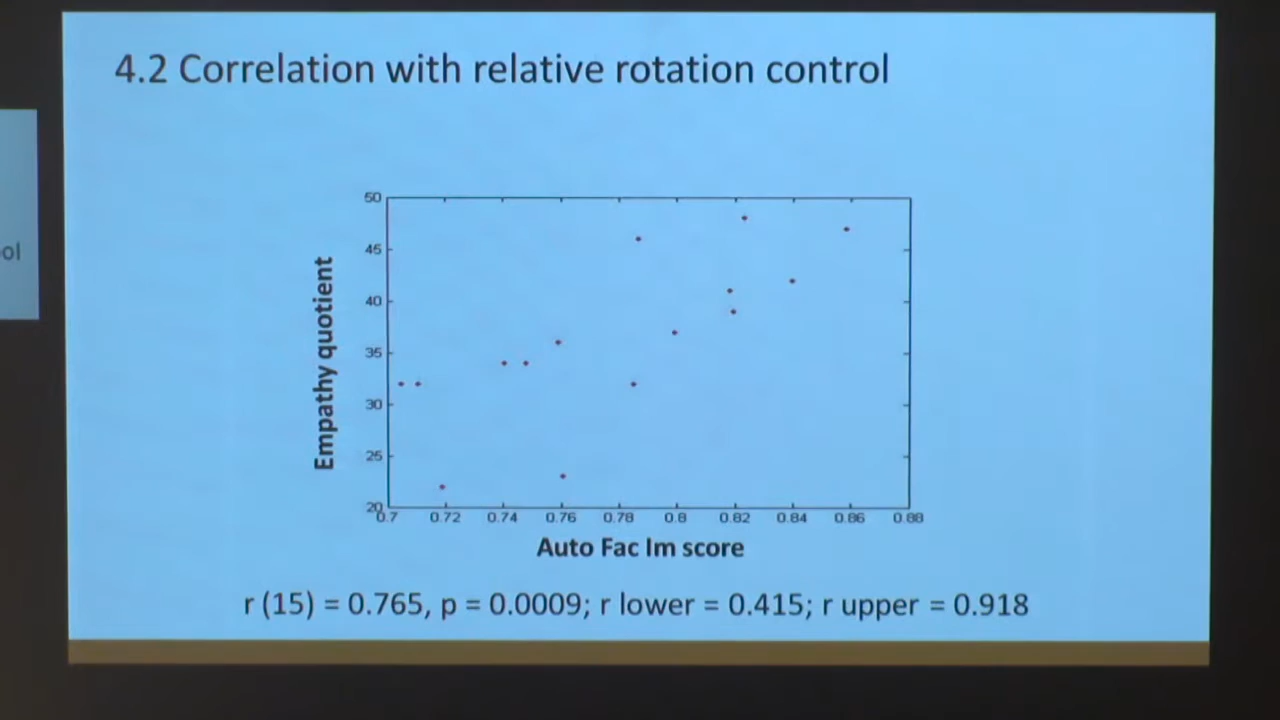 4.2 Correlation with relative rotation control
ol
50
45
40
35
30
25
20
Empathy quotient
0.7 0.72 0.74 0.76 0.78 0.8 0.82 0.84 0.86 0.88
Auto Fac Im score
r (15) = 0.765, p = 0.0009; r lower = 0.415; r upper = 0.918